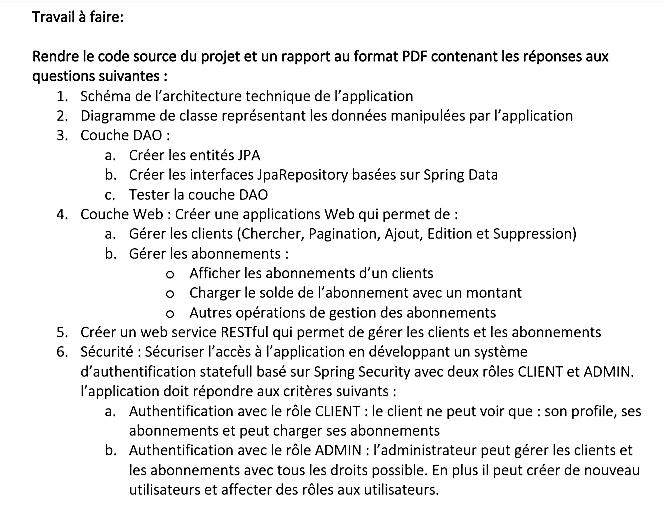 Travail à faire:
Rendre le code source du projet et un rapport au format PDF contenant les réponses aux
questions suivantes :
1. Schéma de l'architecture technique de l'application
2. Diagramme de classe représentant les données manipulées par l'application
3. Couche DAO :
a. Créer les entités JPA
b. Créer les interfaces JpaRepository basées sur Spring Data
c. Tester la couche DAO
4. Couche Web : Créer une applications Web qui permet de :
a. Gérer les clients (Chercher, Pagination, Ajout, Edition et Suppression)
b. Gérer les abonnements :
o Afficher les abonnements d'un clients
o Charger le solde de l'abonnement avec un montant
o Autres opérations de gestion des abonnements
5. Créer un web service RESTful qui permet de gérer les clients et les abonnements
6. Sécurité : Sécuriser l'accès à l'application en développant un système
d'authentification statefull basé sur Spring Security avec deux rôles CLIENT et ADMIN.
l'application doit répondre aux critères suivants :
a. Authentification avec le rôle CLIENT : le client ne peut voir que : son profile, ses
abonnements et peut charger ses abonnements
b. Authentification avec le rôle ADMIN : l'administrateur peut gérer les clients et
les abonnements avec tous les droits possible. En plus il peut créer de nouveau
utilisateurs et affecter des rôles aux utilisateurs.